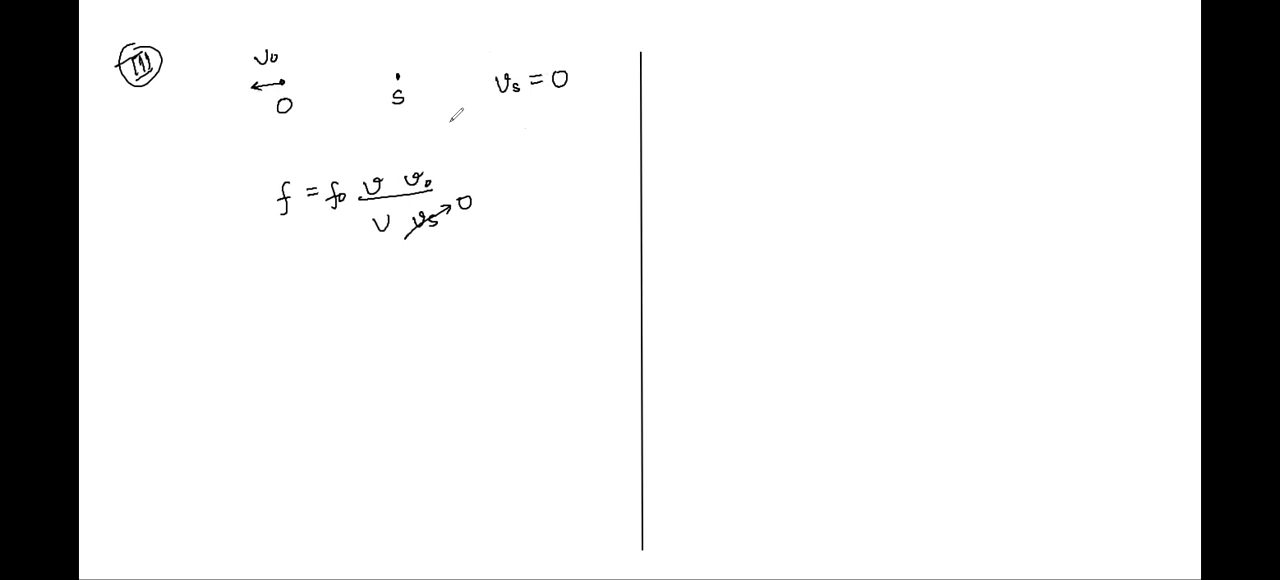 III
v₀
O S vₛ = 0
f = f₀ v v₀
v vₛ→0